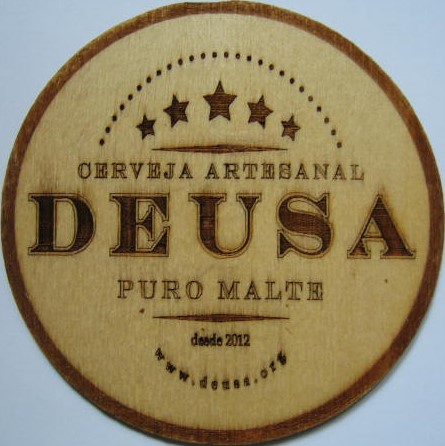 CERVEJA ARTESANAL
DEUSA
PURO MALTE
desde 2012
www.deusa.org